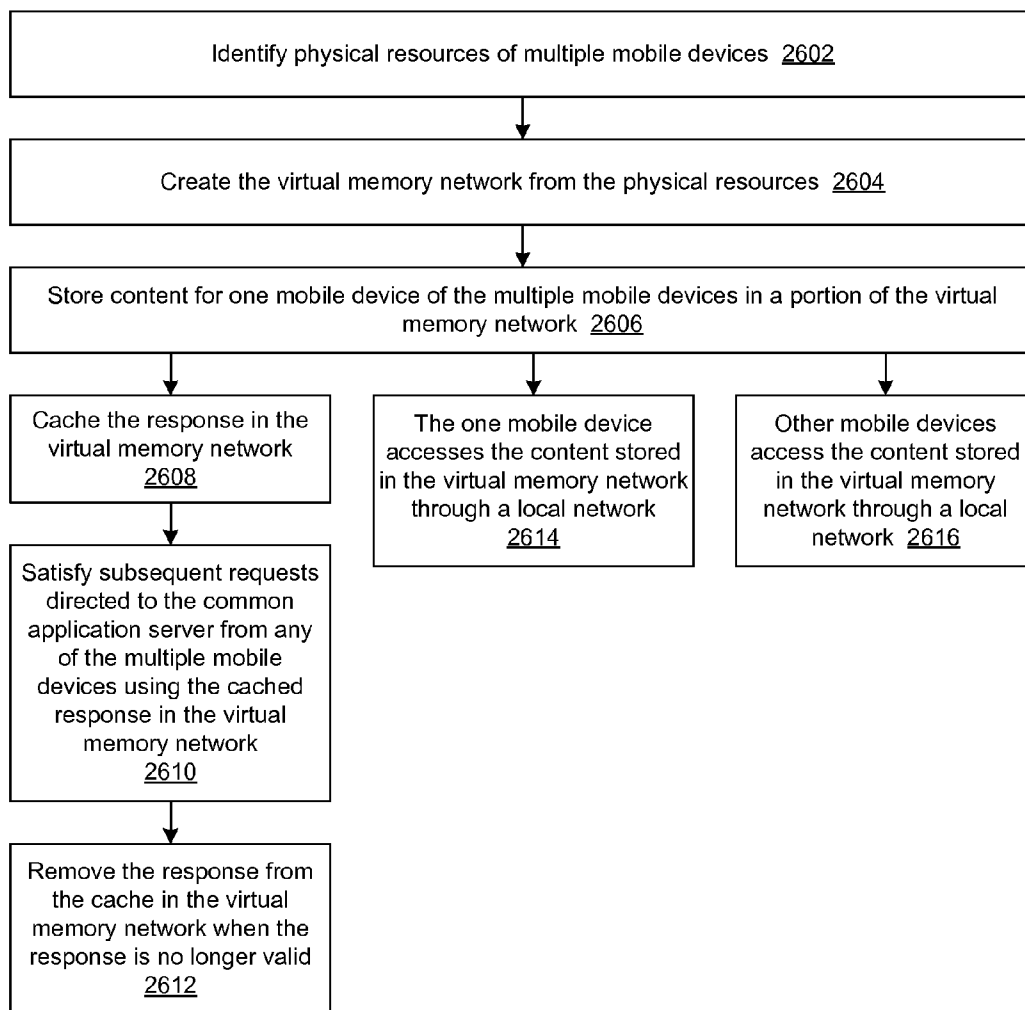 Identify physical resources of multiple mobile devices 2602
Create the virtual memory network from the physical resources 2604
Store content for one mobile device of the multiple mobile devices in a portion of the virtual
memory network 2606
Cache the response in the
virtual memory network
2608
The one mobile device
accesses the content stored
in the virtual memory network
through a local network
2614
Other mobile devices
access the content stored
in the virtual memory
network through a local
network 2616
Satisfy subsequent requests
directed to the common
application server from any
of the multiple mobile
devices using the cached
response in the virtual
memory network
2610
Remove the response from
the cache in the virtual
memory network when the
response is no longer valid
2612